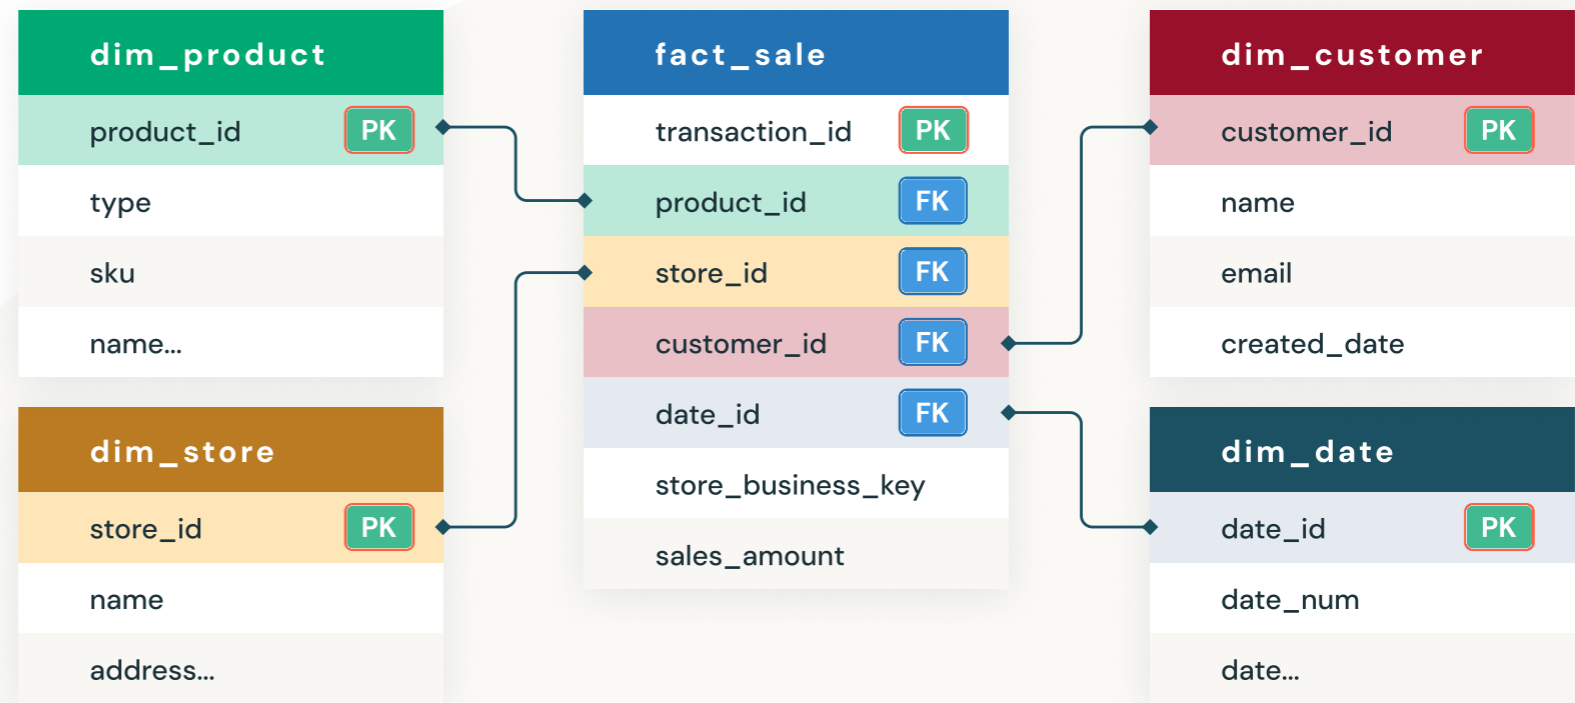 dim_product
product_id PK
type
sku
name...
dim_store
store_id PK
name
address...
fact_sale
transaction_id PK
product_id FK
store_id FK
customer_id FK
date_id FK
store_business_key
sales_amount
dim_customer
customer_id PK
name
email
created_date
dim_date
date_id PK
date_num
date...